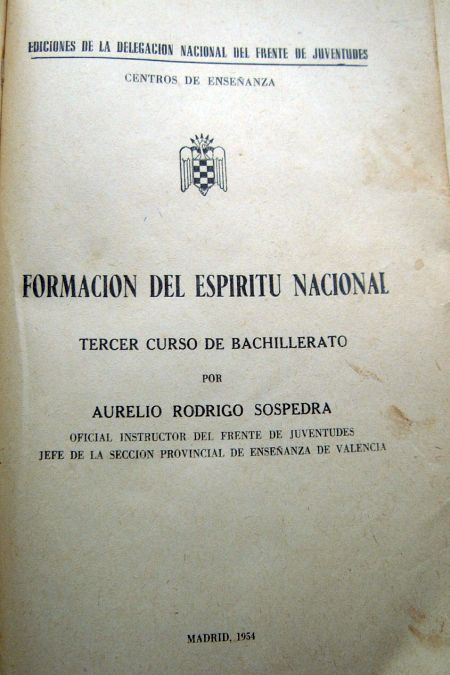 EDICIONES DE LA DELEGACION NACIONAL DEL FRENTE DE JUVENTUDES
CENTROS DE ENSEÑANZA
FORMACION DEL ESPIRITU NACIONAL
TERCER CURSO DE BACHILLERATO
POR
AURELIO RODRIGO SOSPEDRA
OFICIAL INSTRUCTOR DEL FRENTE DE JUVENTUDES
JEFE DE LA SECCION PROVINCIAL DE ENSEÑANZA DE VALENCIA
MADRID, 1954